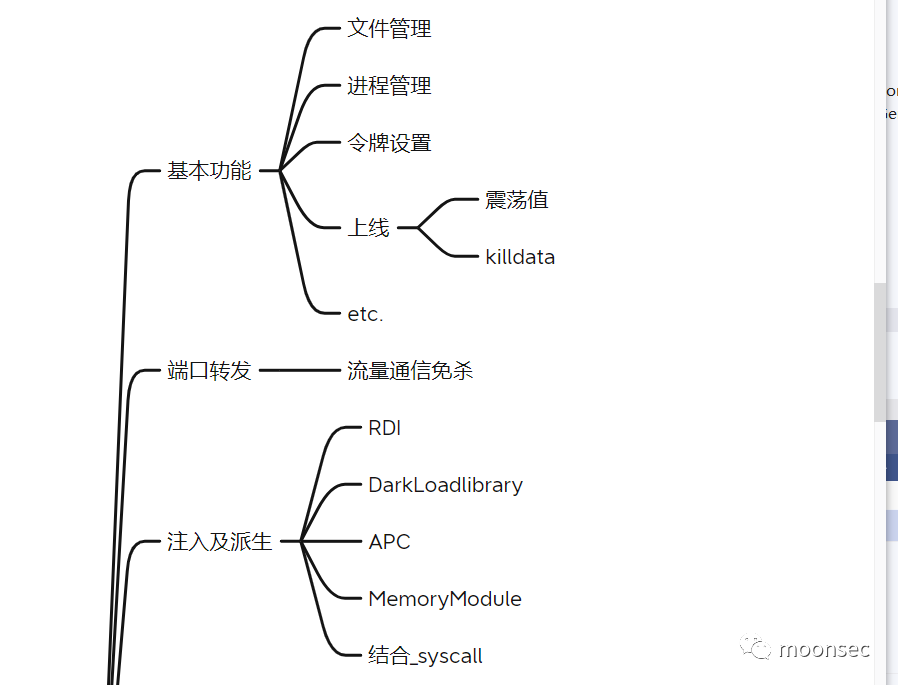 文件管理
进程管理
令牌设置
基本功能
震荡值
上线
killdata
etc.
端口转发
流量通信免杀
RDI
DarkLoadlibrary
注入及派生
APC
MemoryModule
结合_syscall
moonsec